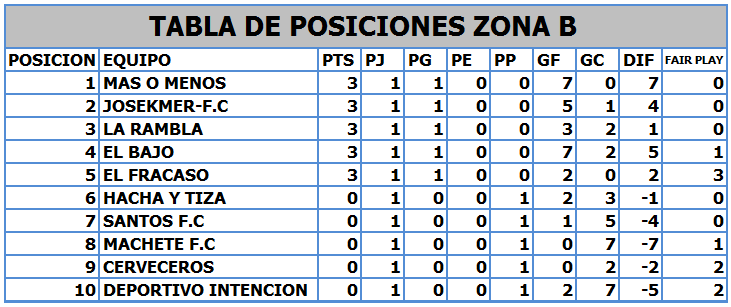 TABLA DE POSICIONES ZONA B
POSICION EQUIPO PTS PJ PG PE PP GF GC DIF FAIR PLAY
1 MAS O MENOS 3 1 1 0 0 7 0 7 0
2 JOSEKMER-F.C 3 1 1 0 0 5 1 4 0
3 LA RAMBLA 3 1 1 0 0 3 2 1 0
4 EL BAJO 3 1 1 0 0 7 2 5 1
5 EL FRACASO 3 1 1 0 0 2 0 2 3
6 HACHA Y TIZA 0 1 0 0 1 2 3 -1 0
7 SANTOS F.C 0 1 0 0 1 1 5 -4 0
8 MACHETE F.C 0 1 0 0 1 0 7 -7 1
9 CERVECEROS 0 1 0 0 1 0 2 -2 2
10 DEPORTIVO INTENCION 0 1 0 0 1 2 7 -5 2